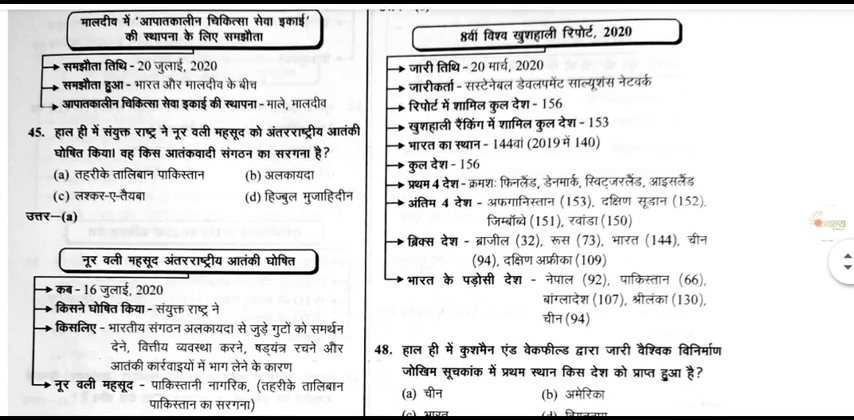 मालदीव में 'आपातकालीन चिकित्सा सेवा इकाई'
की स्थापना के लिए समझौता
समझौता तिथि - 20 जुलाई, 2020
समझौता हुआ - भारत और मालदीव के बीच
आपातकालीन चिकित्सा सेवा इकाई की स्थापना - माले, मालदीव
45. हाल ही में संयुक्त राष्ट्र ने नूर वली महसूद को अंतरराष्ट्रीय आतंकी
घोषित किया। वह किस आतंकवादी संगठन का सरगना है?
(a) तहरीके तालिबान पाकिस्तान (b) अलकायदा
(c) लश्कर-ए-तैयबा (d) हिज्बुल मुजाहिदीन
उत्तर—(a)
नूर वली महसूद अंतरराष्ट्रीय आतंकी घोषित
कब - 16 जुलाई, 2020
किसने घोषित किया - संयुक्त राष्ट्र ने
किसलिए - भारतीय संगठन अलकायदा से जुड़े गुटों को समर्थन
देने, वित्तीय व्यवस्था करने, षड्यंत्र रचने और
आतंकी कार्रवाइयों में भाग लेने के कारण
नूर वली महसूद - पाकिस्तानी नागरिक, (तहरीके तालिबान
पाकिस्तान का सरगना)
8वीं विश्व खुशहाली रिपोर्ट, 2020
जारी तिथि - 20 मार्च, 2020
जारीकर्ता - सस्टेनेबल डेवलपमेंट साल्यूशंस नेटवर्क
रिपोर्ट में शामिल कुल देश - 156
खुशहाली रैंकिंग में शामिल कुल देश - 153
भारत का स्थान - 144वां (2019 में 140)
कुल देश - 156
प्रथम 4 देश - क्रमशः फिनलैंड, डेनमार्क, स्विट्जरलैंड, आइसलैंड
अंतिम 4 देश - अफगानिस्तान (153), दक्षिण सूडान (152),
जिम्बॉब्वे (151), रवांडा (150)
ब्रिक्स देश - ब्राजील (32), रूस (73), भारत (144), चीन
(94), दक्षिण अफ्रीका (109)
भारत के पड़ोसी देश - नेपाल (92), पाकिस्तान (66),
बांग्लादेश (107), श्रीलंका (130),
चीन (94)
48. हाल ही में कुशमैन एंड वेकफील्ड द्वारा जारी वैश्विक विनिर्माण
जोखिम सूचकांक में प्रथम स्थान किस देश को प्राप्त हुआ है?
(a) चीन (b) अमेरिका